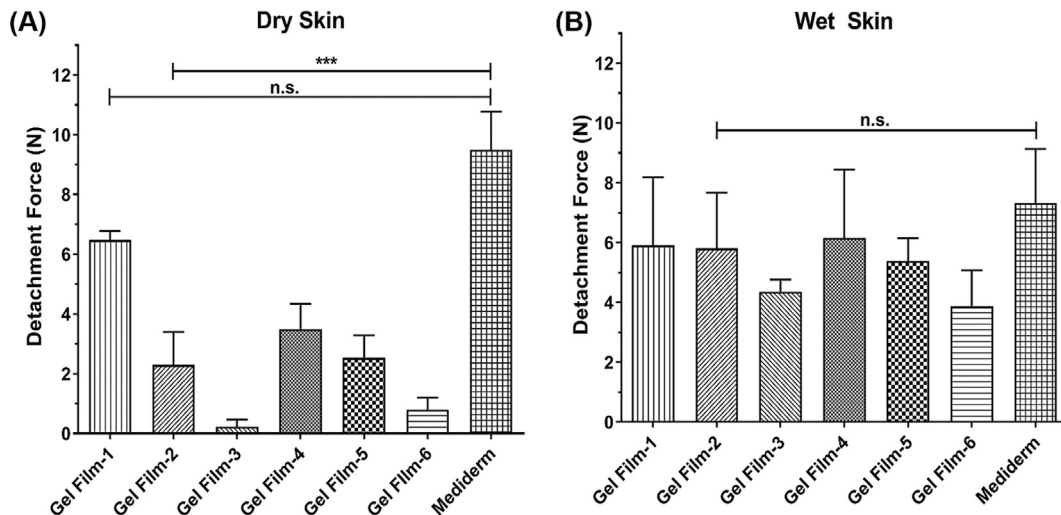 (A)
Dry Skin
***
n.s.
Detachment Force (N)
12
10
8
6
4
2
0
Gel Film-1
Gel Film-2
Gel Film-3
Gel Film-4
Gel Film-5
Gel FIlm-6
Mediderm
(B)
Wet Skin
n.s.
Detachment Force (N)
12
10
8
6
4
2
0
Gel Film-1
Gel Film-2
Gel Film-3
Gel Film-4
Gel Film-5
Gel Film-6
Mediderm